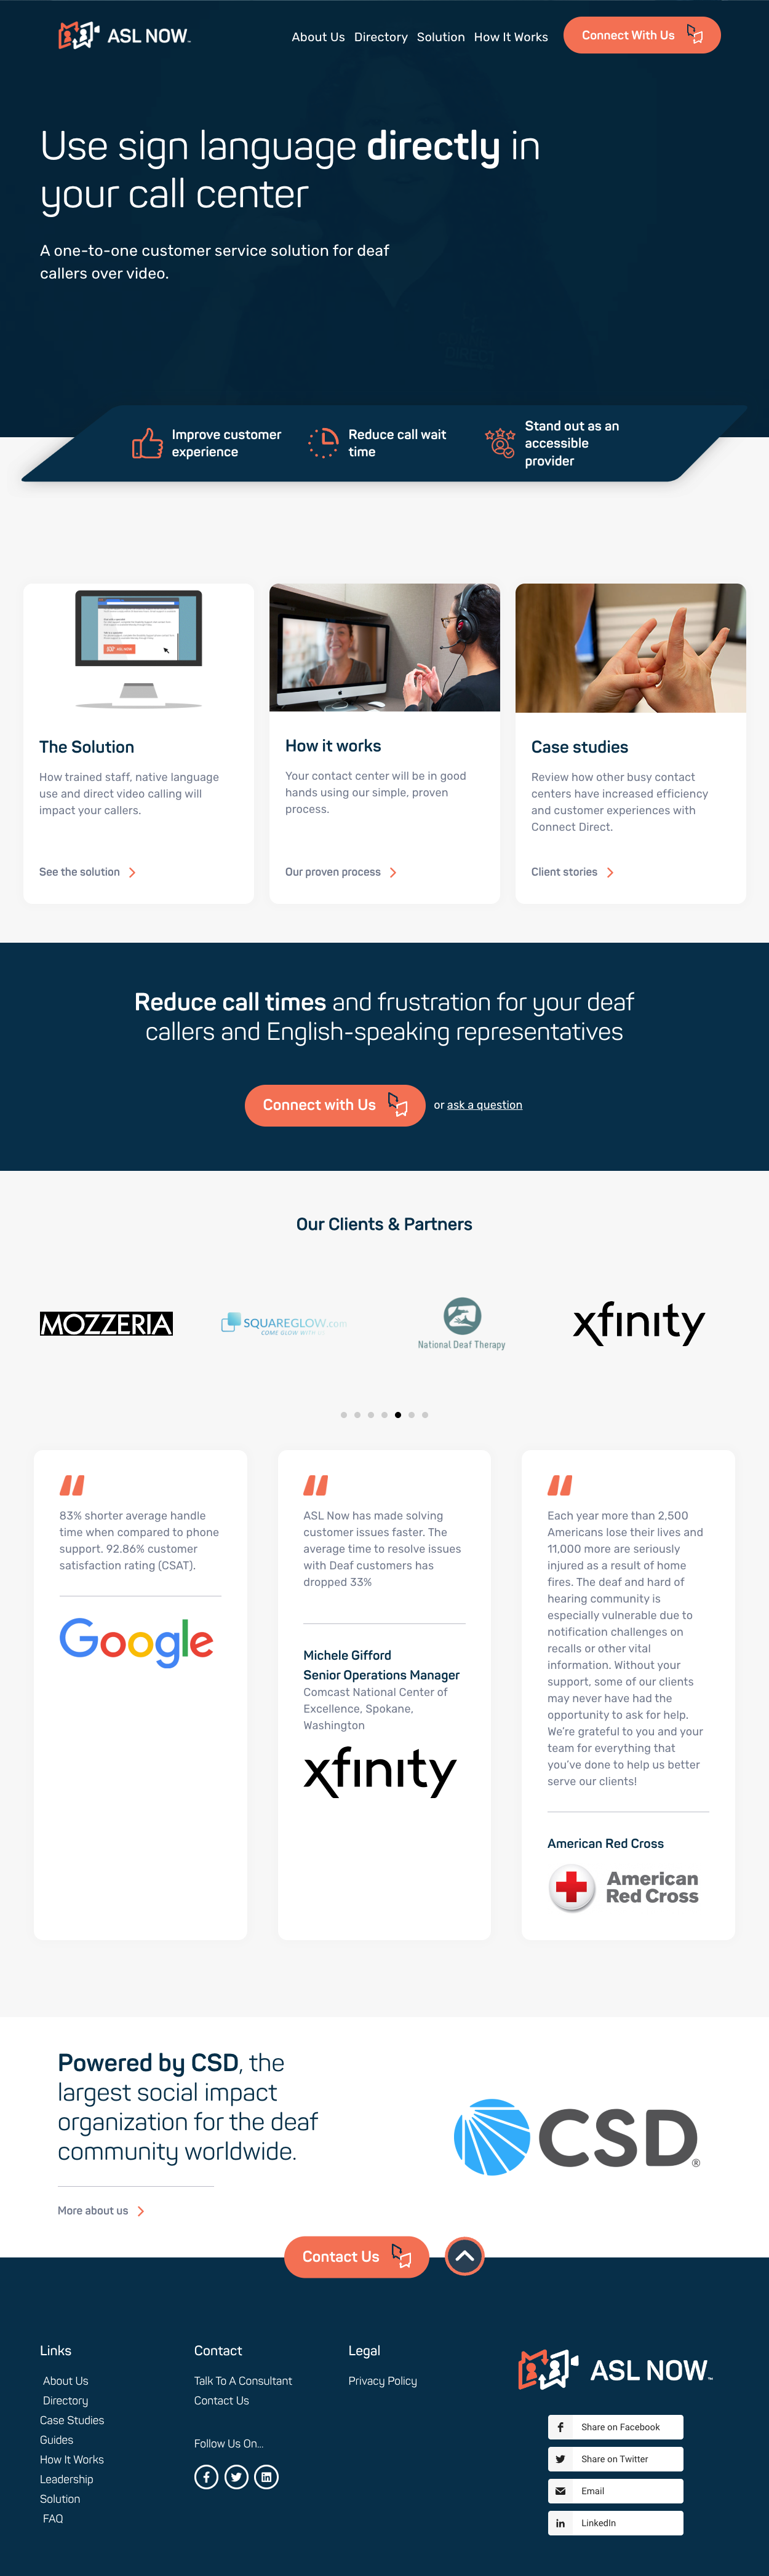 ASL NOW™
About Us Directory Solution How It Works Connect With Us
Use sign language directly in
your call center
A one-to-one customer service solution for deaf
callers over video.
Improve customer
experience
Reduce call wait
time
Stand out as an
accessible
provider
ASL NOW
The Solution
How trained staff, native language
use and direct video calling will
impact your callers.
See the solution
How it works
Your contact center will be in good
hands using our simple, proven
process.
Our proven process
Case studies
Review how other busy contact
centers have increased efficiency
and customer experiences with
Connect Direct.
Client stories
Reduce call times and frustration for your deaf
callers and English-speaking representatives
Connect with Us or ask a question
Our Clients & Partners
MOZZERIA
SQUAREGLOW.com
COME GLOW WITH US
National Deaf Therapy
xfinity
83% shorter average handle
time when compared to phone
support. 92.86% customer
satisfaction rating (CSAT).
Google
ASL Now has made solving
customer issues faster. The
average time to resolve issues
with Deaf customers has
dropped 33%
Michele Gifford
Senior Operations Manager
Comcast National Center of
Excellence, Spokane,
Washington
xfinity
Each year more than 2,500
Americans lose their lives and
11,000 more are seriously
injured as a result of home
fires. The deaf and hard of
hearing community is
especially vulnerable due to
notification challenges on
recalls or other vital
information. Without your
support, some of our clients
may never have had the
opportunity to ask for help.
We're grateful to you and your
team for everything that
you've done to help us better
serve our clients!
American Red Cross
American
Red Cross
Powered by CSD, the
largest social impact
organization for the deaf
community worldwide.
More about us
CSD®
Contact Us
Links
About Us
Directory
Case Studies
Guides
How It Works
Leadership
Solution
FAQ
Contact
Talk To A Consultant
Contact Us
Follow Us On...
Legal
Privacy Policy
ASL NOW™
Share on Facebook
Share on Twitter
Email
LinkedIn